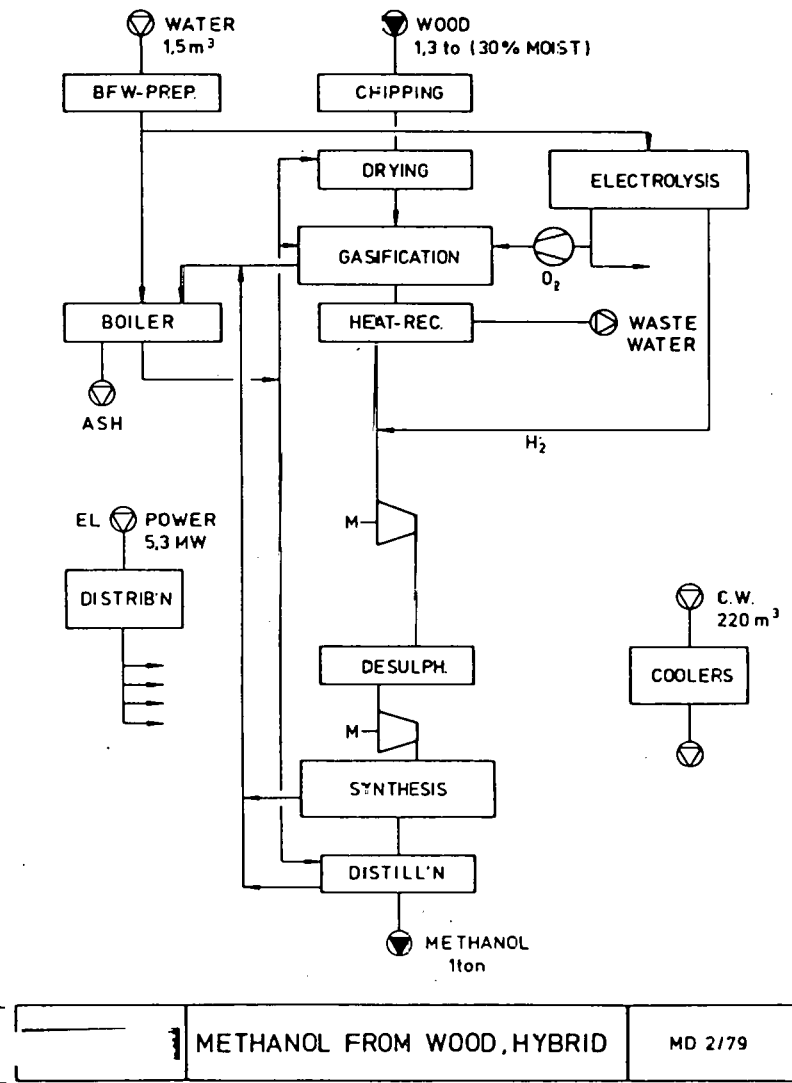 WATER
1,5 m³
WOOD
1,3 to (30% MOIST)
BFW-PREP.
CHIPPING
DRYING
ELECTROLYSIS
GASIFICATION
O₂
BOILER
HEAT-REC.
WASTE
WATER
ASH
H₂
M
EL POWER
5,3 MW
DISTRIB'N
C.W.
220 m³
DESULPH.
COOLERS
M
SYNTHESIS
DISTILL'N
METHANOL
1ton
METHANOL FROM WOOD, HYBRID
MD 2/79